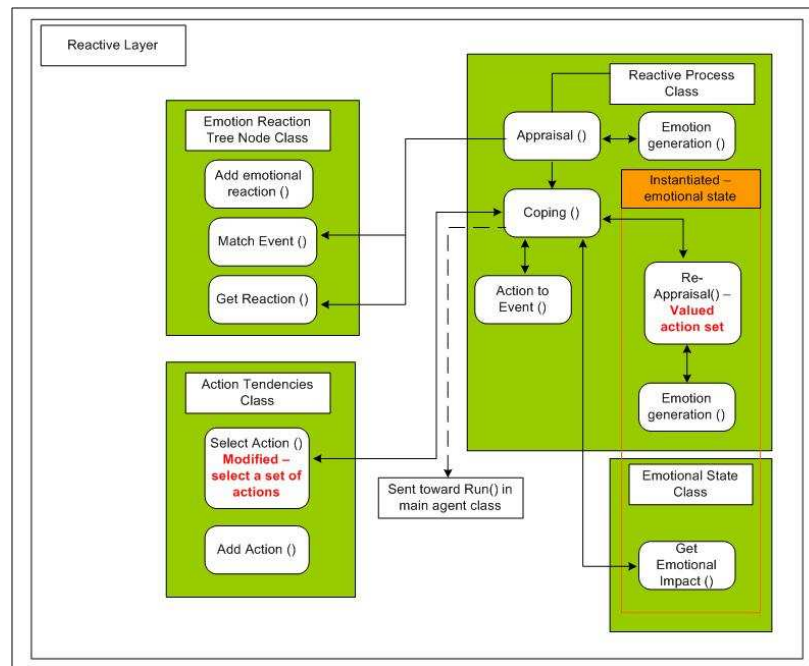 Reactive Layer
Reactive Process
Class
Emotion Reaction
Tree Node Class
Appraisal ()
Emotion
generation ()
Add emotional
reaction ()
Instantiated –
emotional state
Coping ()
Match Event ()
Get Reaction ()
Action to
Event ()
Re-
Appraisal() –
Valued
action set
Action Tendencies
Class
Emotion
generation ()
Select Action ()
Modified –
select a set of
actions
Sent toward Run() in
main agent class
Emotional State
Class
Add Action ()
Get
Emotional
Impact ()